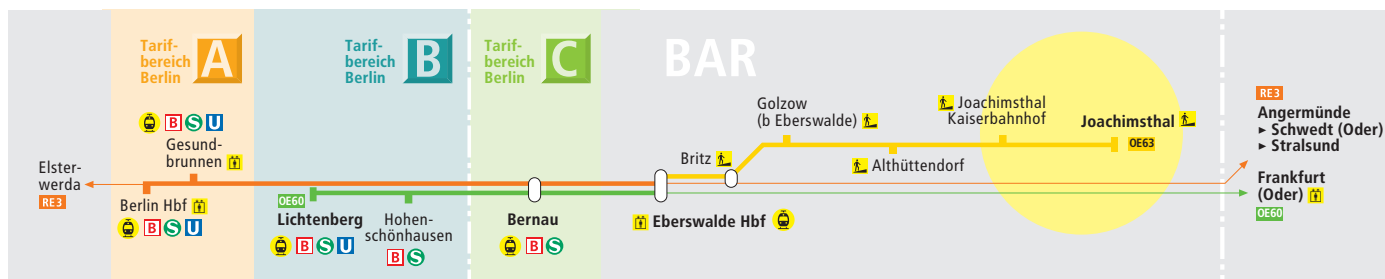 Tarif-
bereich
Berlin
A
Tarif-
bereich
Berlin
B
Tarif-
bereich
Berlin
C
BAR
B S U
Gesund-
brunnen
Elster-
werda
RE3
Berlin Hbf
B S U
OE60
Lichtenberg
B S U
Hohen-
schönhausen
B S
Bernau
B S
Eberswalde Hbf
Britz
Golzow
(b Eberswalde)
Althüttendorf
Joachimsthal
Kaiserbahnhof
Joachimsthal
OE63
RE3
Angermünde
▸ Schwedt (Oder)
▸ Stralsund
Frankfurt
(Oder)
OE60